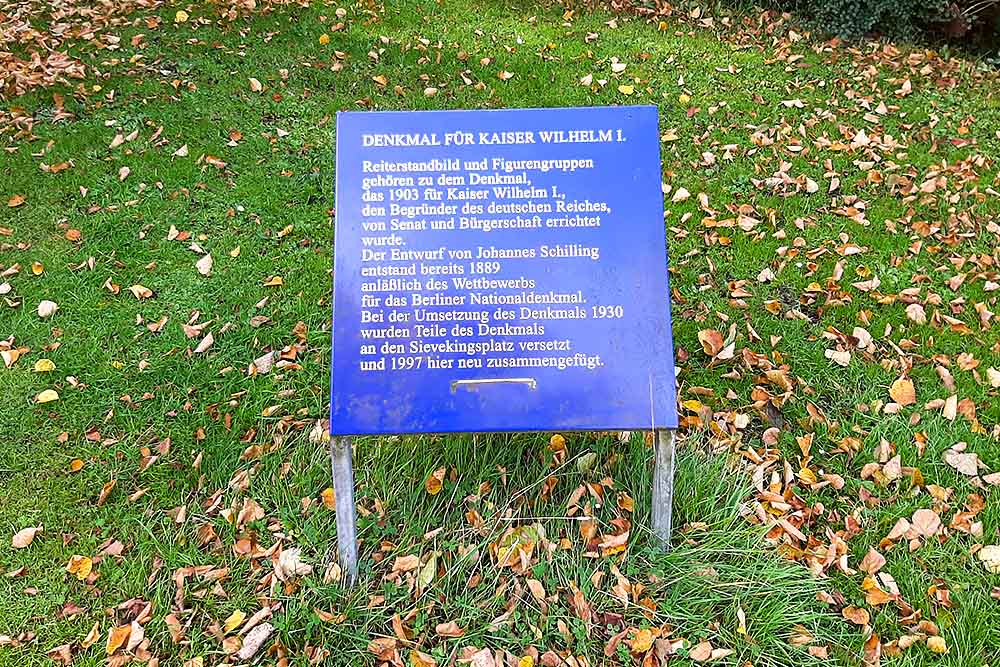 DENKMAL FÜR KAISER WILHELM I.
Reiterstandbild und Figurengruppen
gehören zu dem Denkmal,
das 1903 für Kaiser Wilhelm I.,
den Begründer des deutschen Reiches,
von Senat und Bürgerschaft errichtet
wurde.
Der Entwurf von Johannes Schilling
entstand bereits 1889
anläßlich des Wettbewerbs
für das Berliner Nationaldenkmal.
Bei der Umsetzung des Denkmals 1930
wurden Teile des Denkmals
an den Sievekingsplatz versetzt
und 1997 hier neu zusammengefügt.